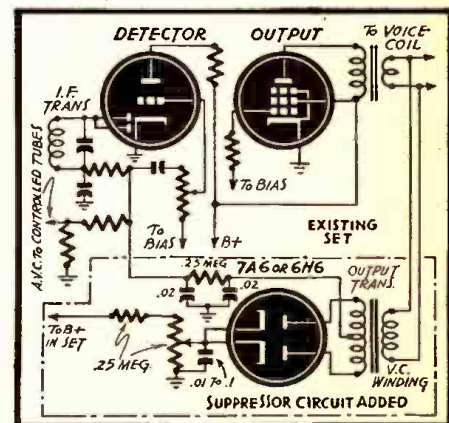 DETECTOR
OUTPUT
TO VOICE-
COIL
I.F.
TRANS
A.V.C. TO CONTROLLED TUBES
TO BIAS
TO
BIAS
B+
EXISTING
SET
7A6 OR 6H6
.25 MEG
.02
.02
OUTPUT
TRANS.
TO B+
IN SET
.25 MEG.
.01 TO .1
V.C.
WINDING
SUPPRESSOR CIRCUIT ADDED